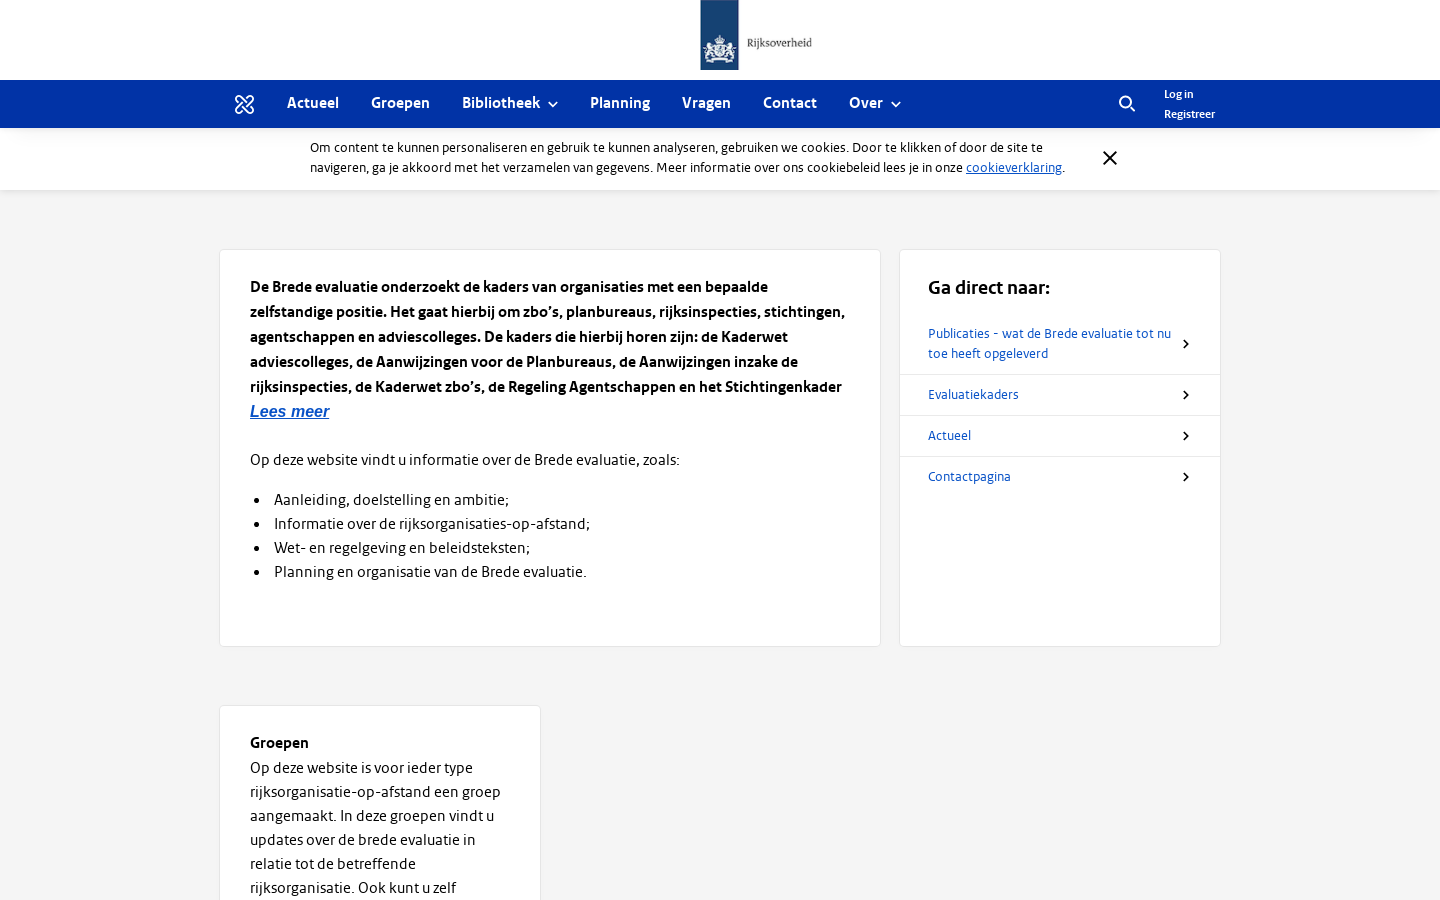 Rijksoverheid
Actueel Groepen Bibliotheek Planning Vragen Contact Over
Log in
Registreer
Om content te kunnen personaliseren en gebruik te kunnen analyseren, gebruiken we cookies. Door te klikken of door de site te
navigeren, ga je akkoord met het verzamelen van gegevens. Meer informatie over ons cookiebeleid lees je in onze cookieverklaring.
De Brede evaluatie onderzoekt de kaders van organisaties met een bepaalde
zelfstandige positie. Het gaat hierbij om zbo’s, planbureaus, rijksinspecties, stichtingen,
agentschappen en adviescolleges. De kaders die hierbij horen zijn: de Kaderwet
adviescolleges, de Aanwijzingen voor de Planbureaus, de Aanwijzingen inzake de
rijksinspecties, de Kaderwet zbo’s, de Regeling Agentschappen en het Stichtingenkader
Lees meer
Op deze website vindt u informatie over de Brede evaluatie, zoals:
• Aanleiding, doelstelling en ambitie;
• Informatie over de rijksorganisaties-op-afstand;
• Wet- en regelgeving en beleidsteksten;
• Planning en organisatie van de Brede evaluatie.
Ga direct naar:
Publicaties - wat de Brede evaluatie tot nu
toe heeft opgeleverd
Evaluatiekaders
Actueel
Contactpagina
Groepen
Op deze website is voor ieder type
rijksorganisatie-op-afstand een groep
aangemaakt. In deze groepen vindt u
updates over de brede evaluatie in
relatie tot de betreffende
rijksorganisatie. Ook kunt u zelf